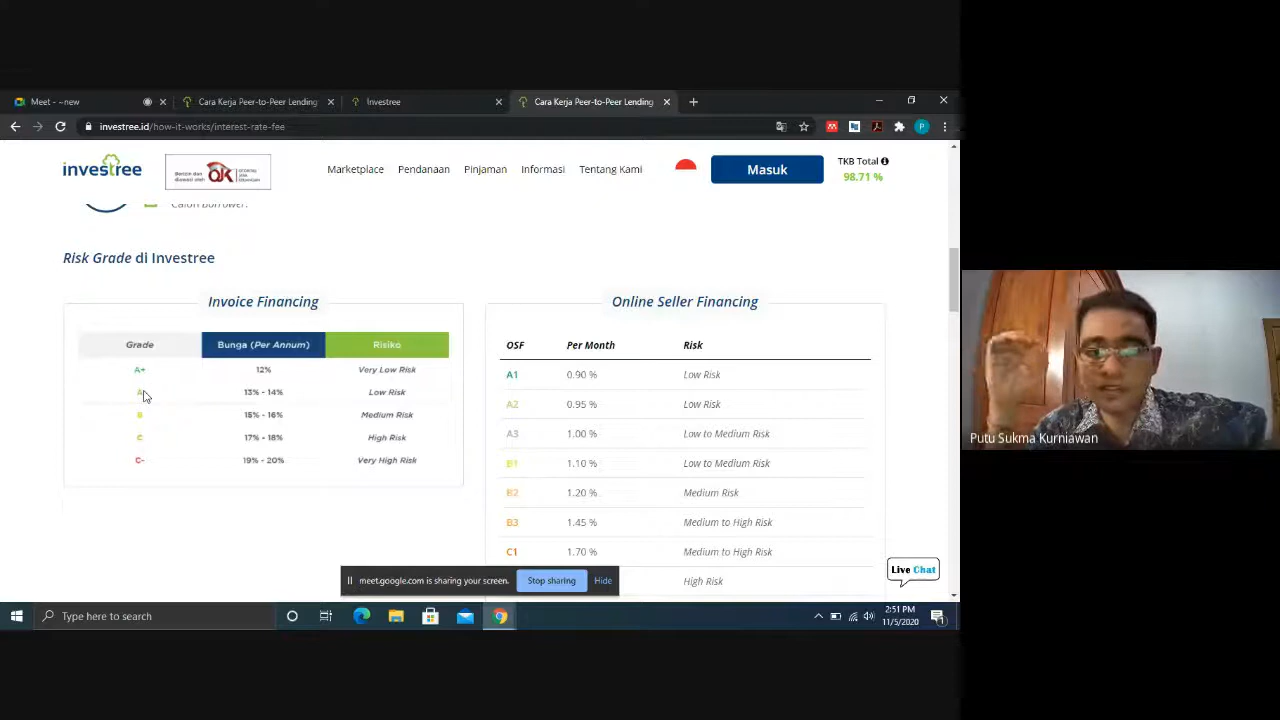 Meet - ~new
Cara Kerja Peer-to-Peer Lending
Investree
Cara Kerja Peer-to-Peer Lending
investree.id/how-it-works/interest-rate-fee
P
investree
OJK
OTORITAS JASA KEUANGAN
Marketplace Pendanaan Pinjaman Informasi Tentang Kami
Masuk
TKB Total
98.71 %
Calon Borrower.
Risk Grade di Investree
Invoice Financing
Grade Bunga (Per Annum) Risiko
A+ 12% Very Low Risk
A 13% - 14% Low Risk
B 15% - 16% Medium Risk
C 17% - 18% High Risk
C- 19% - 20% Very High Risk
Online Seller Financing
OSF Per Month Risk
A1 0.90 % Low Risk
A2 0.95 % Low Risk
A3 1.00 % Low to Medium Risk
B1 1.10 % Low to Medium Risk
B2 1.20 % Medium Risk
B3 1.45 % Medium to High Risk
C1 1.70 % Medium to High Risk
High Risk
Live Chat
meet.google.com is sharing your screen. Stop sharing Hide
Type here to search
2:51 PM
11/5/2020
Putu Sukma Kurniawan